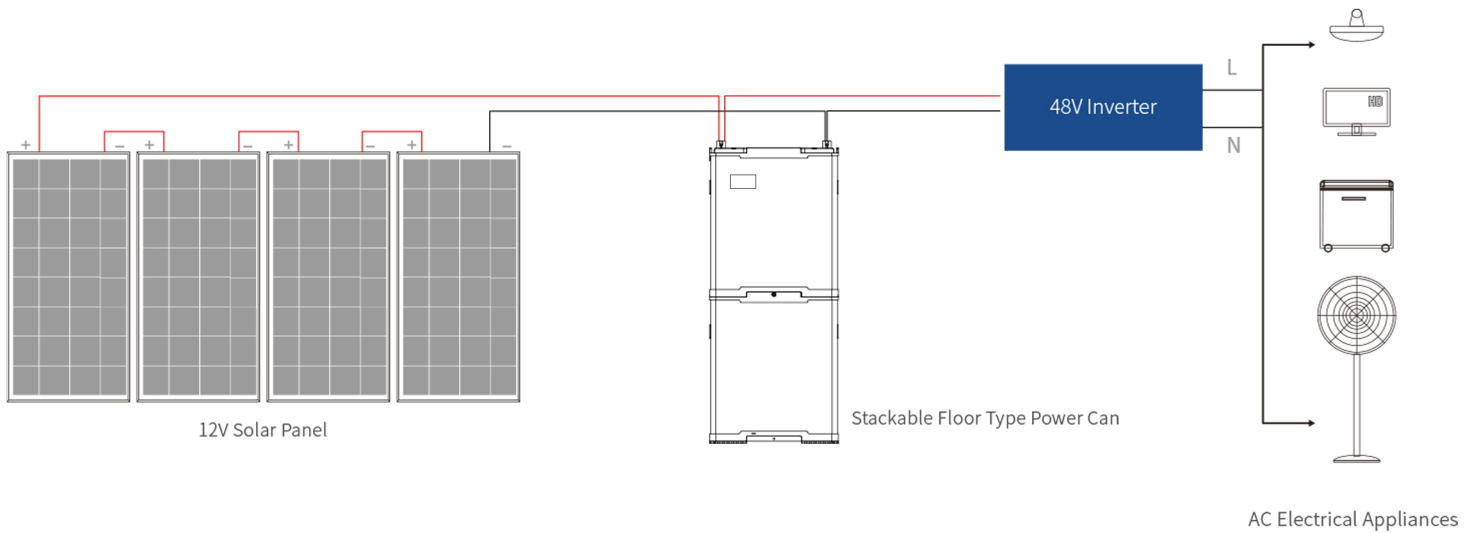 L
48V Inverter
HD
N
+ − + − + − + −
Stackable Floor Type Power Can
12V Solar Panel
AC Electrical Appliances